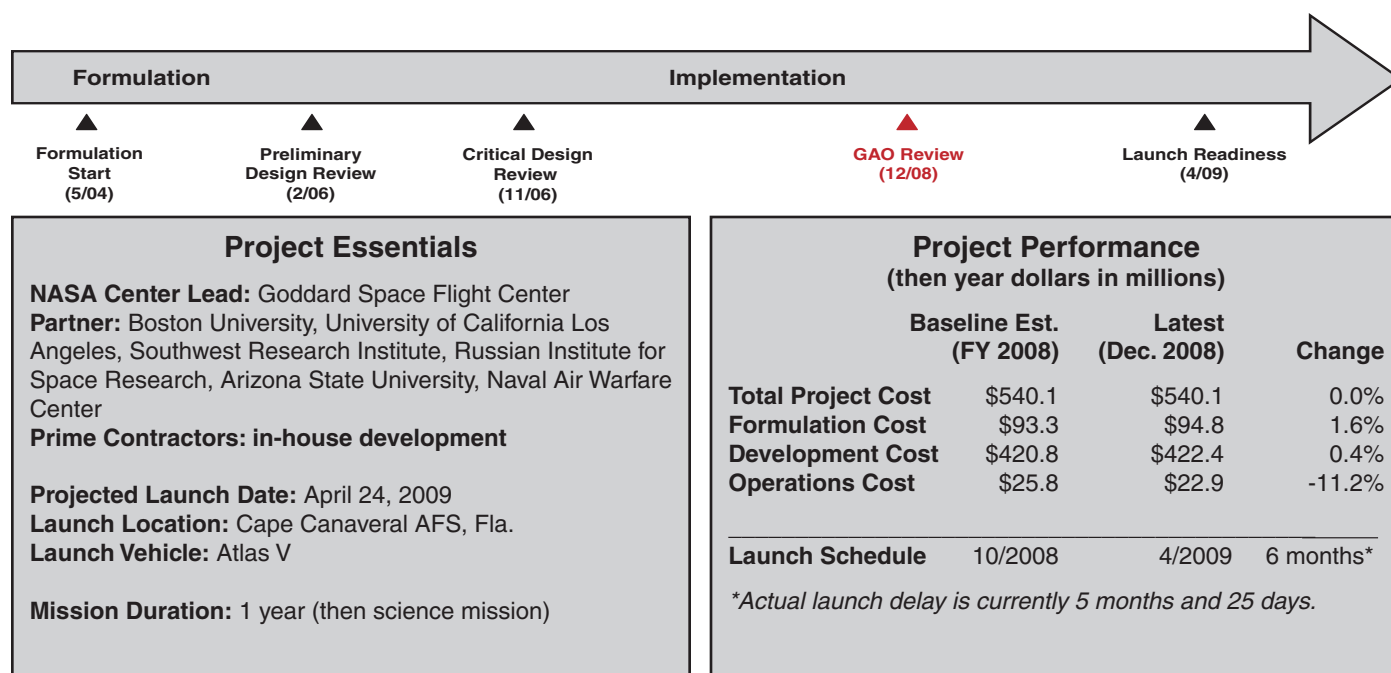 Formulation
Implementation
Formulation
Start
(5/04)
Preliminary
Design Review
(2/06)
Critical Design
Review
(11/06)
GAO Review
(12/08)
Launch Readiness
(4/09)
Project Essentials
NASA Center Lead: Goddard Space Flight Center
Partner: Boston University, University of California Los
Angeles, Southwest Research Institute, Russian Institute for
Space Research, Arizona State University, Naval Air Warfare
Center
Prime Contractors: in-house development
Projected Launch Date: April 24, 2009
Launch Location: Cape Canaveral AFS, Fla.
Launch Vehicle: Atlas V
Mission Duration: 1 year (then science mission)
Project Performance
(then year dollars in millions)
Baseline Est. Latest
(FY 2008) (Dec. 2008) Change
Total Project Cost $540.1 $540.1 0.0%
Formulation Cost $93.3 $94.8 1.6%
Development Cost $420.8 $422.4 0.4%
Operations Cost $25.8 $22.9 -11.2%
Launch Schedule 10/2008 4/2009 6 months*
*Actual launch delay is currently 5 months and 25 days.